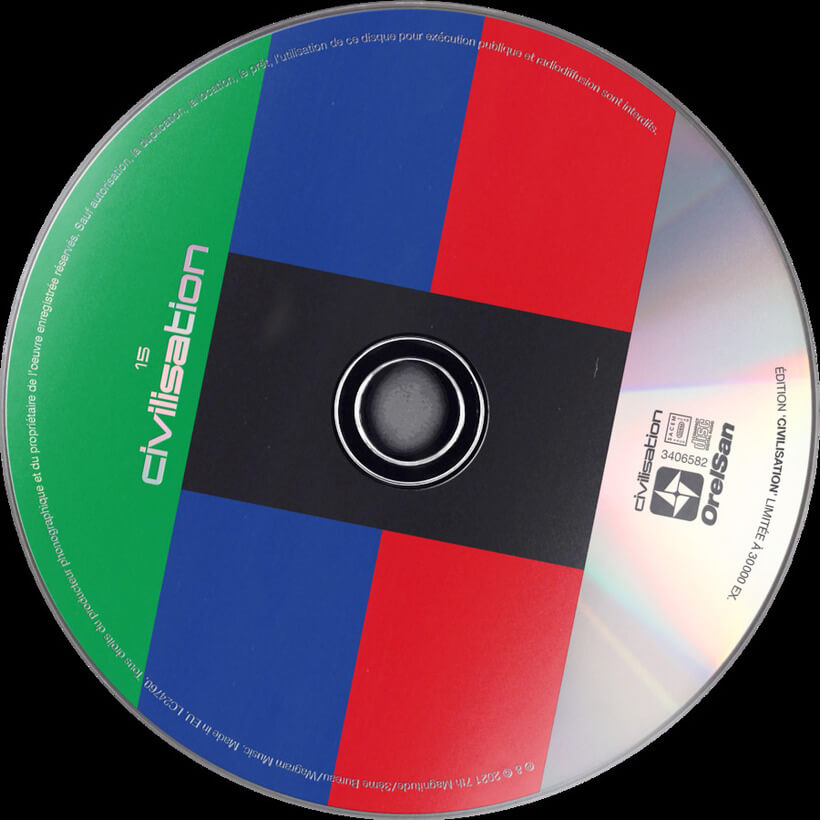 15
civilisation
civilisation
SACEM
3406582
OrelSan
ÉDITION 'CIVILISATION' LIMITÉE À 30000 EX.
℗ & © 2021 7th Magnitude/3ème Bureau/Wagram Music. Made in EU. LC24760. Tous droits du producteur phonographique et du propriétaire de l'oeuvre enregistrée réservés. Sauf autorisation, la duplication, la location, le prêt, l'utilisation de ce disque pour exécution publique et radiodiffusion sont interdits.